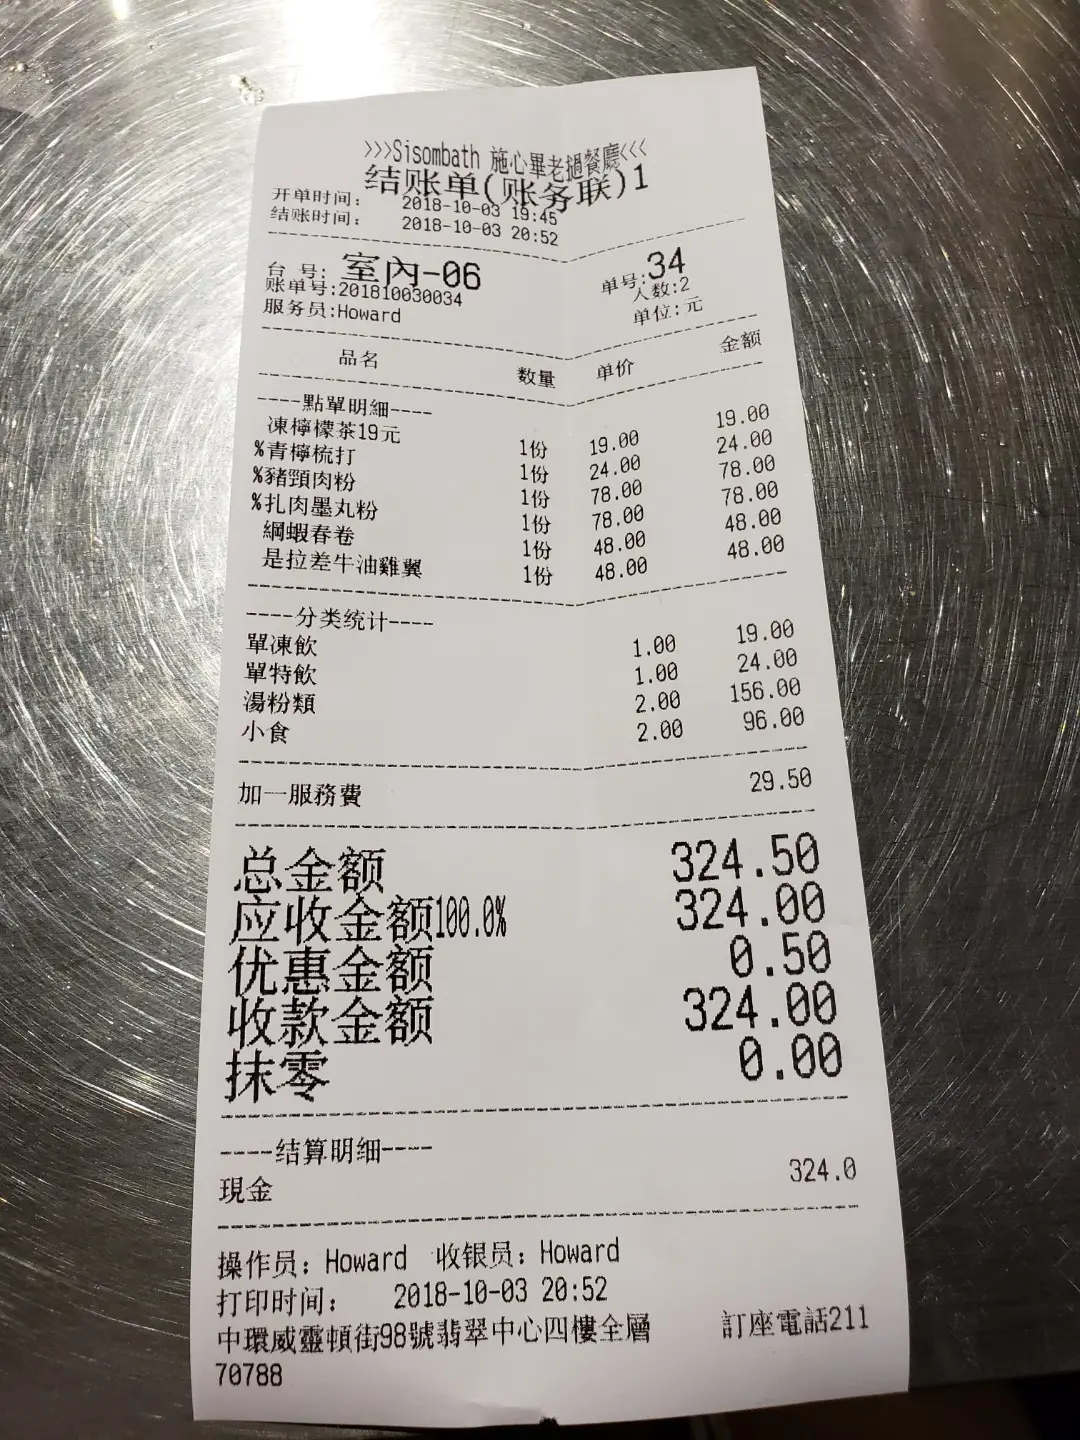 >>>Sisombath 施心畢老撾餐廳<<<
结账单(账务联)1
开单时间: 2018-10-03 19:45
结账时间: 2018-10-03 20:52
台 号: 室內-06 单号:34
账单号:201810030034 人数:2
服务员:Howard 单位:元
品名 数量 单价 金额
----點單明細----
凍檸檬茶19元 1份 19.00 19.00
%青檸梳打 1份 24.00 24.00
%豬頸肉粉 1份 78.00 78.00
%扎肉墨丸粉 1份 78.00 78.00
綱蝦春卷 1份 48.00 48.00
是拉差牛油雞翼 1份 48.00 48.00
----分类统计----
單凍飲 1.00 19.00
單特飲 1.00 24.00
湯粉類 2.00 156.00
小食 2.00 96.00
加一服務費 29.50
总金额 324.50
应收金额100.0% 324.00
优惠金额 0.50
收款金额 324.00
抹零 0.00
----结算明细----
現金 324.0
操作员: Howard 收银员: Howard
打印时间: 2018-10-03 20:52
中環威靈頓街98號翡翠中心四樓全層 訂座電話211
70788